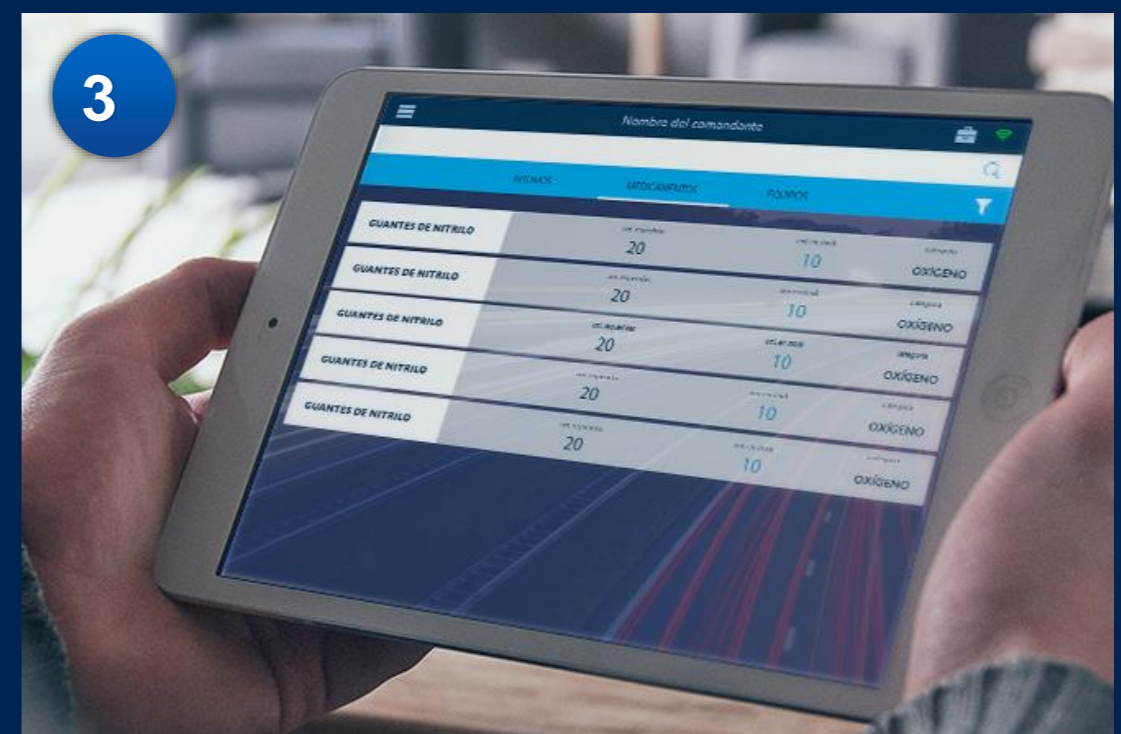 3
Nombre del comandante
INSUMOS MEDICAMENTOS EQUIPOS
GUANTES DE NITRILO 20 10 OXÍGENO
GUANTES DE NITRILO 20 10 OXÍGENO
GUANTES DE NITRILO 20 10 OXÍGENO
GUANTES DE NITRILO 20 10 OXÍGENO
GUANTES DE NITRILO 20 10 OXÍGENO